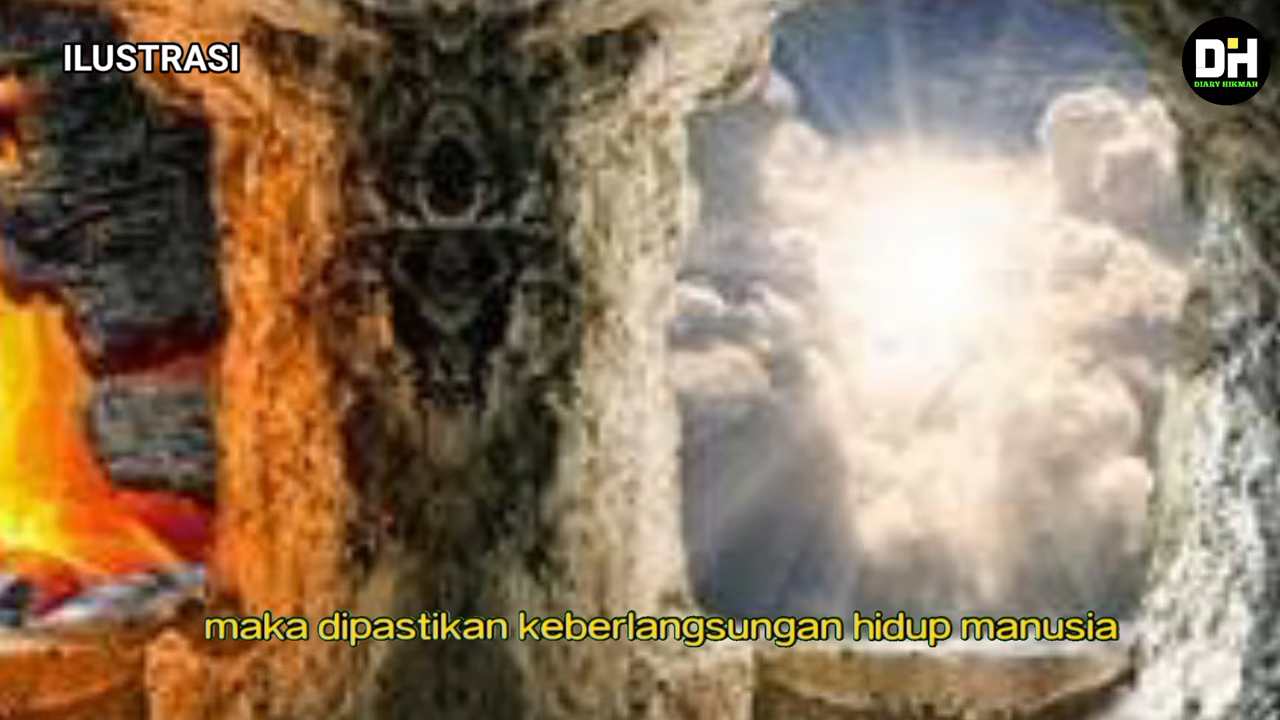 ILUSTRASI
DH
DIARY HIKMAH
maka dipastikan keberlangsungan hidup manusia